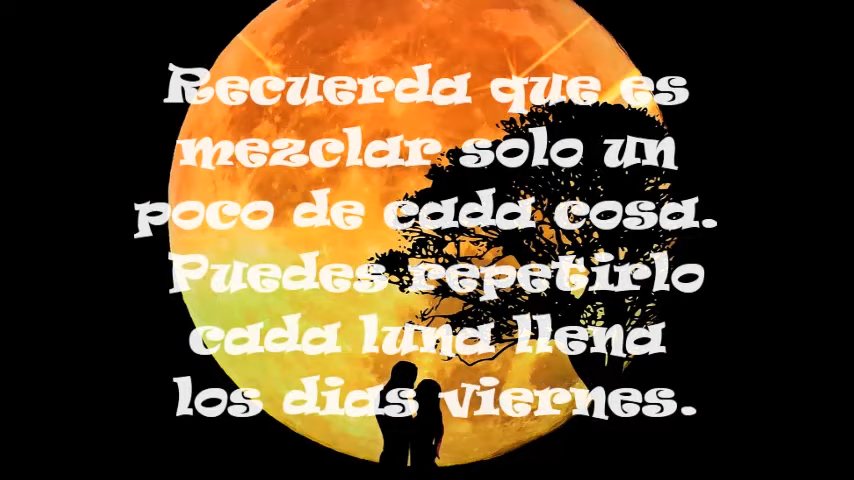 Recuerda que es
mezclar solo un
poco de cada cosa.
Puedes repetirlo
cada luna llena
los dias viernes.